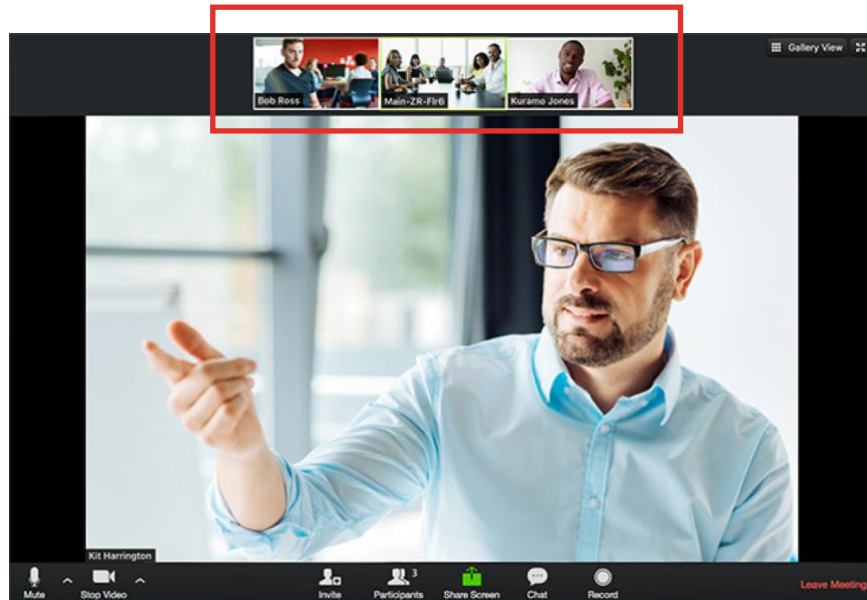 Gallery View
Bob Ross
Main-ZR-Flr6
Kuramo Jones
Kit Harrington
Mute
Stop Video
Invite
Participants
3
Share Screen
Chat
Record
Leave Meeting